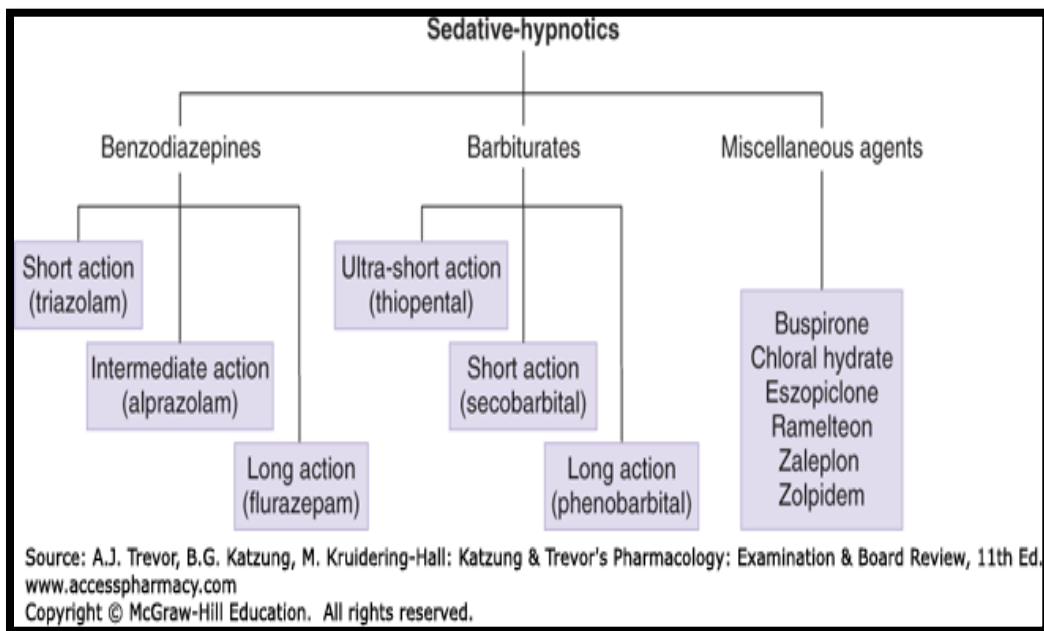 Sedative-hypnotics
Benzodiazepines
Barbiturates
Miscellaneous agents
Short action
(triazolam)
Intermediate action
(alprazolam)
Long action
(flurazepam)
Ultra-short action
(thiopental)
Short action
(secobarbital)
Long action
(phenobarbital)
Buspirone
Chloral hydrate
Eszopiclone
Ramelteon
Zaleplon
Zolpidem
Source: A.J. Trevor, B.G. Katzung, M. Kruidering-Hall: Katzung & Trevor's Pharmacology: Examination & Board Review, 11th Ed.
www.accesspharmacy.com
Copyright © McGraw-Hill Education. All rights reserved.